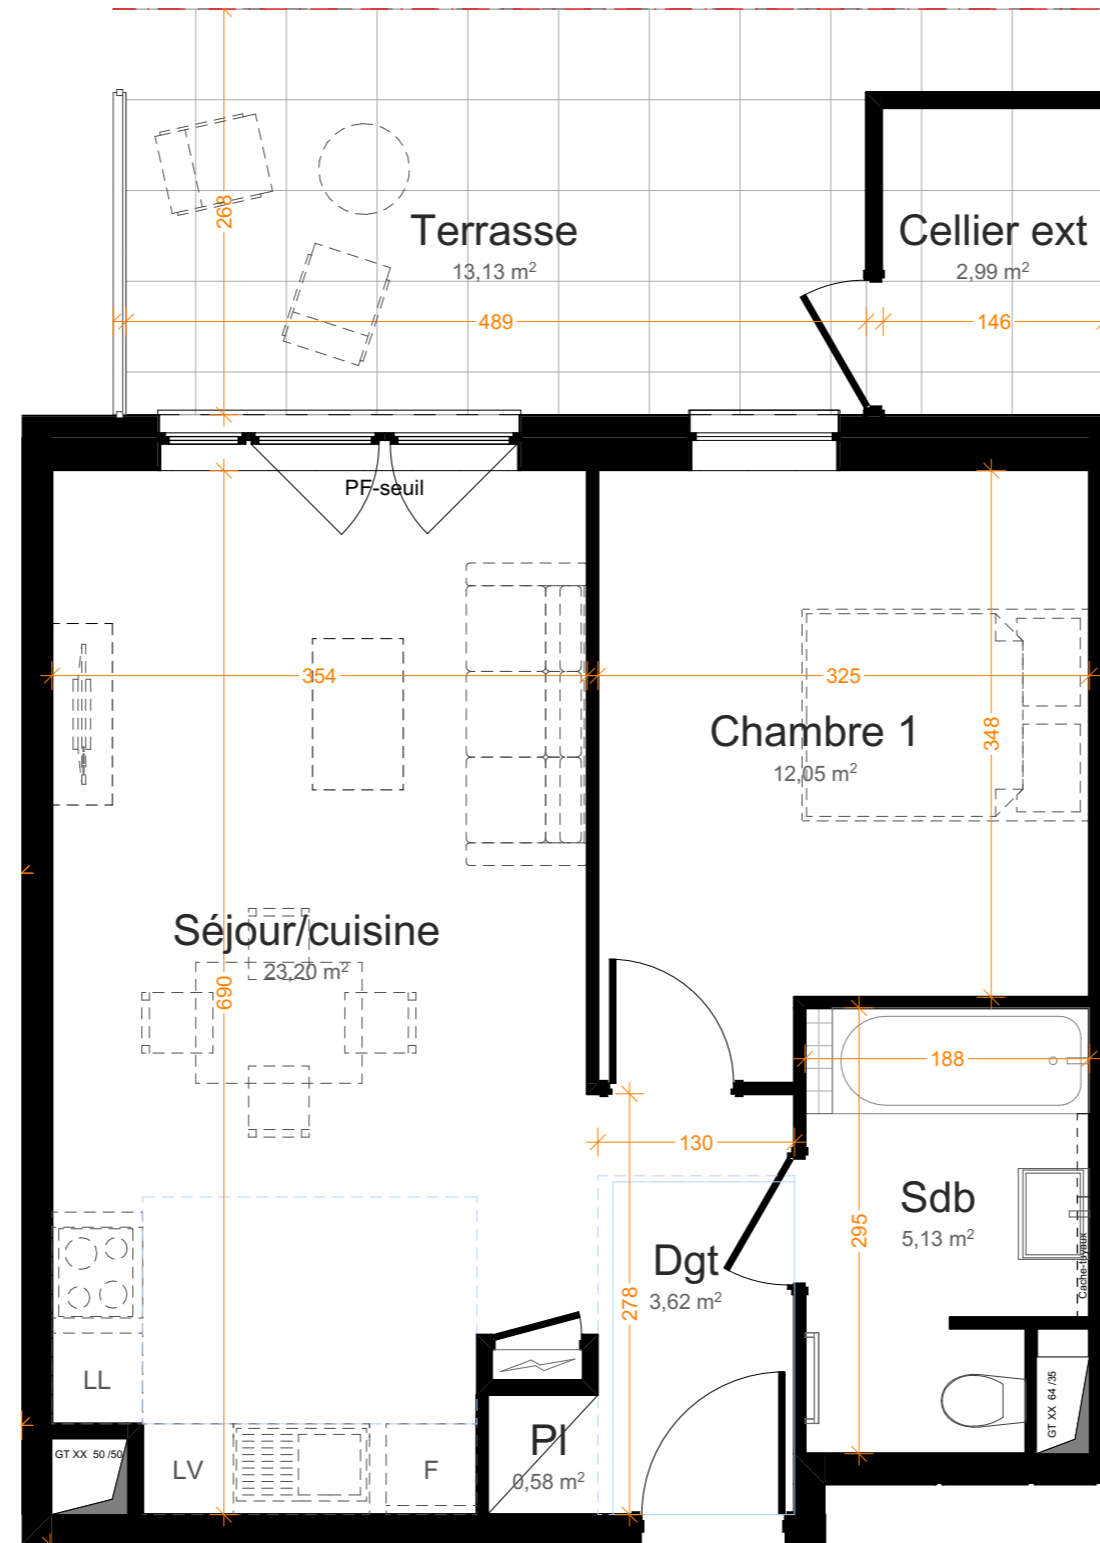 268
Terrasse
13,13 m²
Cellier ext
2,99 m²
489
146
PF-seuil
354
325
348
Chambre 1
12,05 m²
Séjour/cuisine
23,20 m²
690
188
130
295
Sdb
5,13 m²
Cache-tuyaux
Dgt
3,62 m²
278
LL
GT XX 50 /50
LV
F
Pl
0,58 m²
GT XX 64 /35